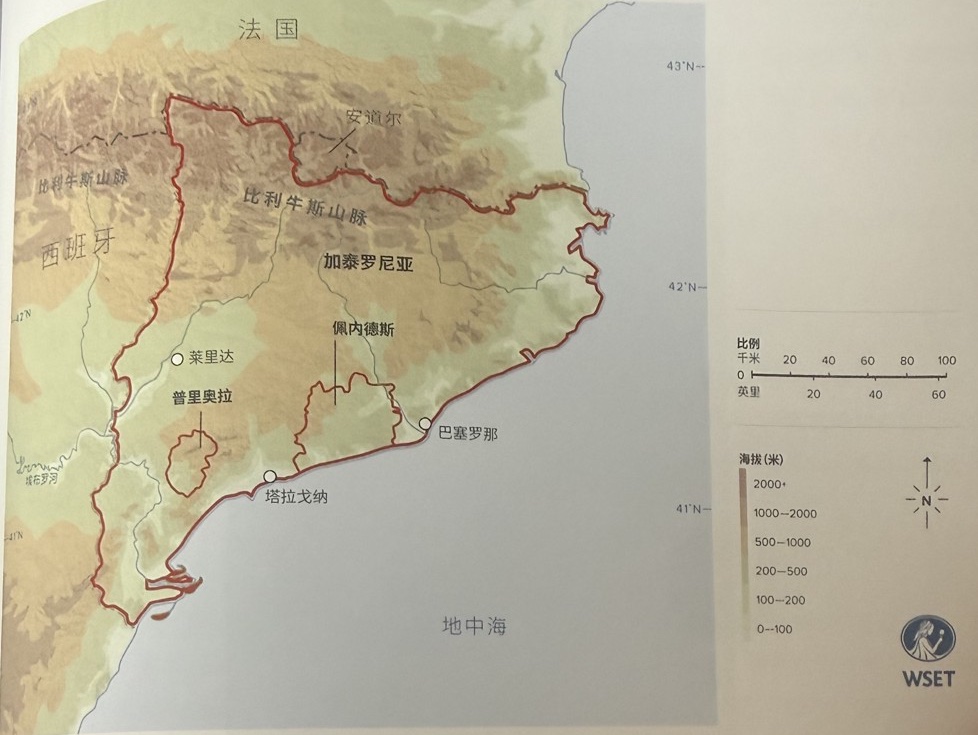 法国
43°N
安道尔
比利牛斯山脉
比利牛斯山脉
西班牙
加泰罗尼亚
42°N
42°N
佩内德斯
莱里达
普里奥拉
巴塞罗那
塔拉戈纳
埃布罗河
41°N
41°N
地中海
比例
千米 20 40 60 80 100
0
英里 20 40 60
海拔(米)
2000+
1000—2000
500—1000
200—500
100—200
0—100
N
WSET